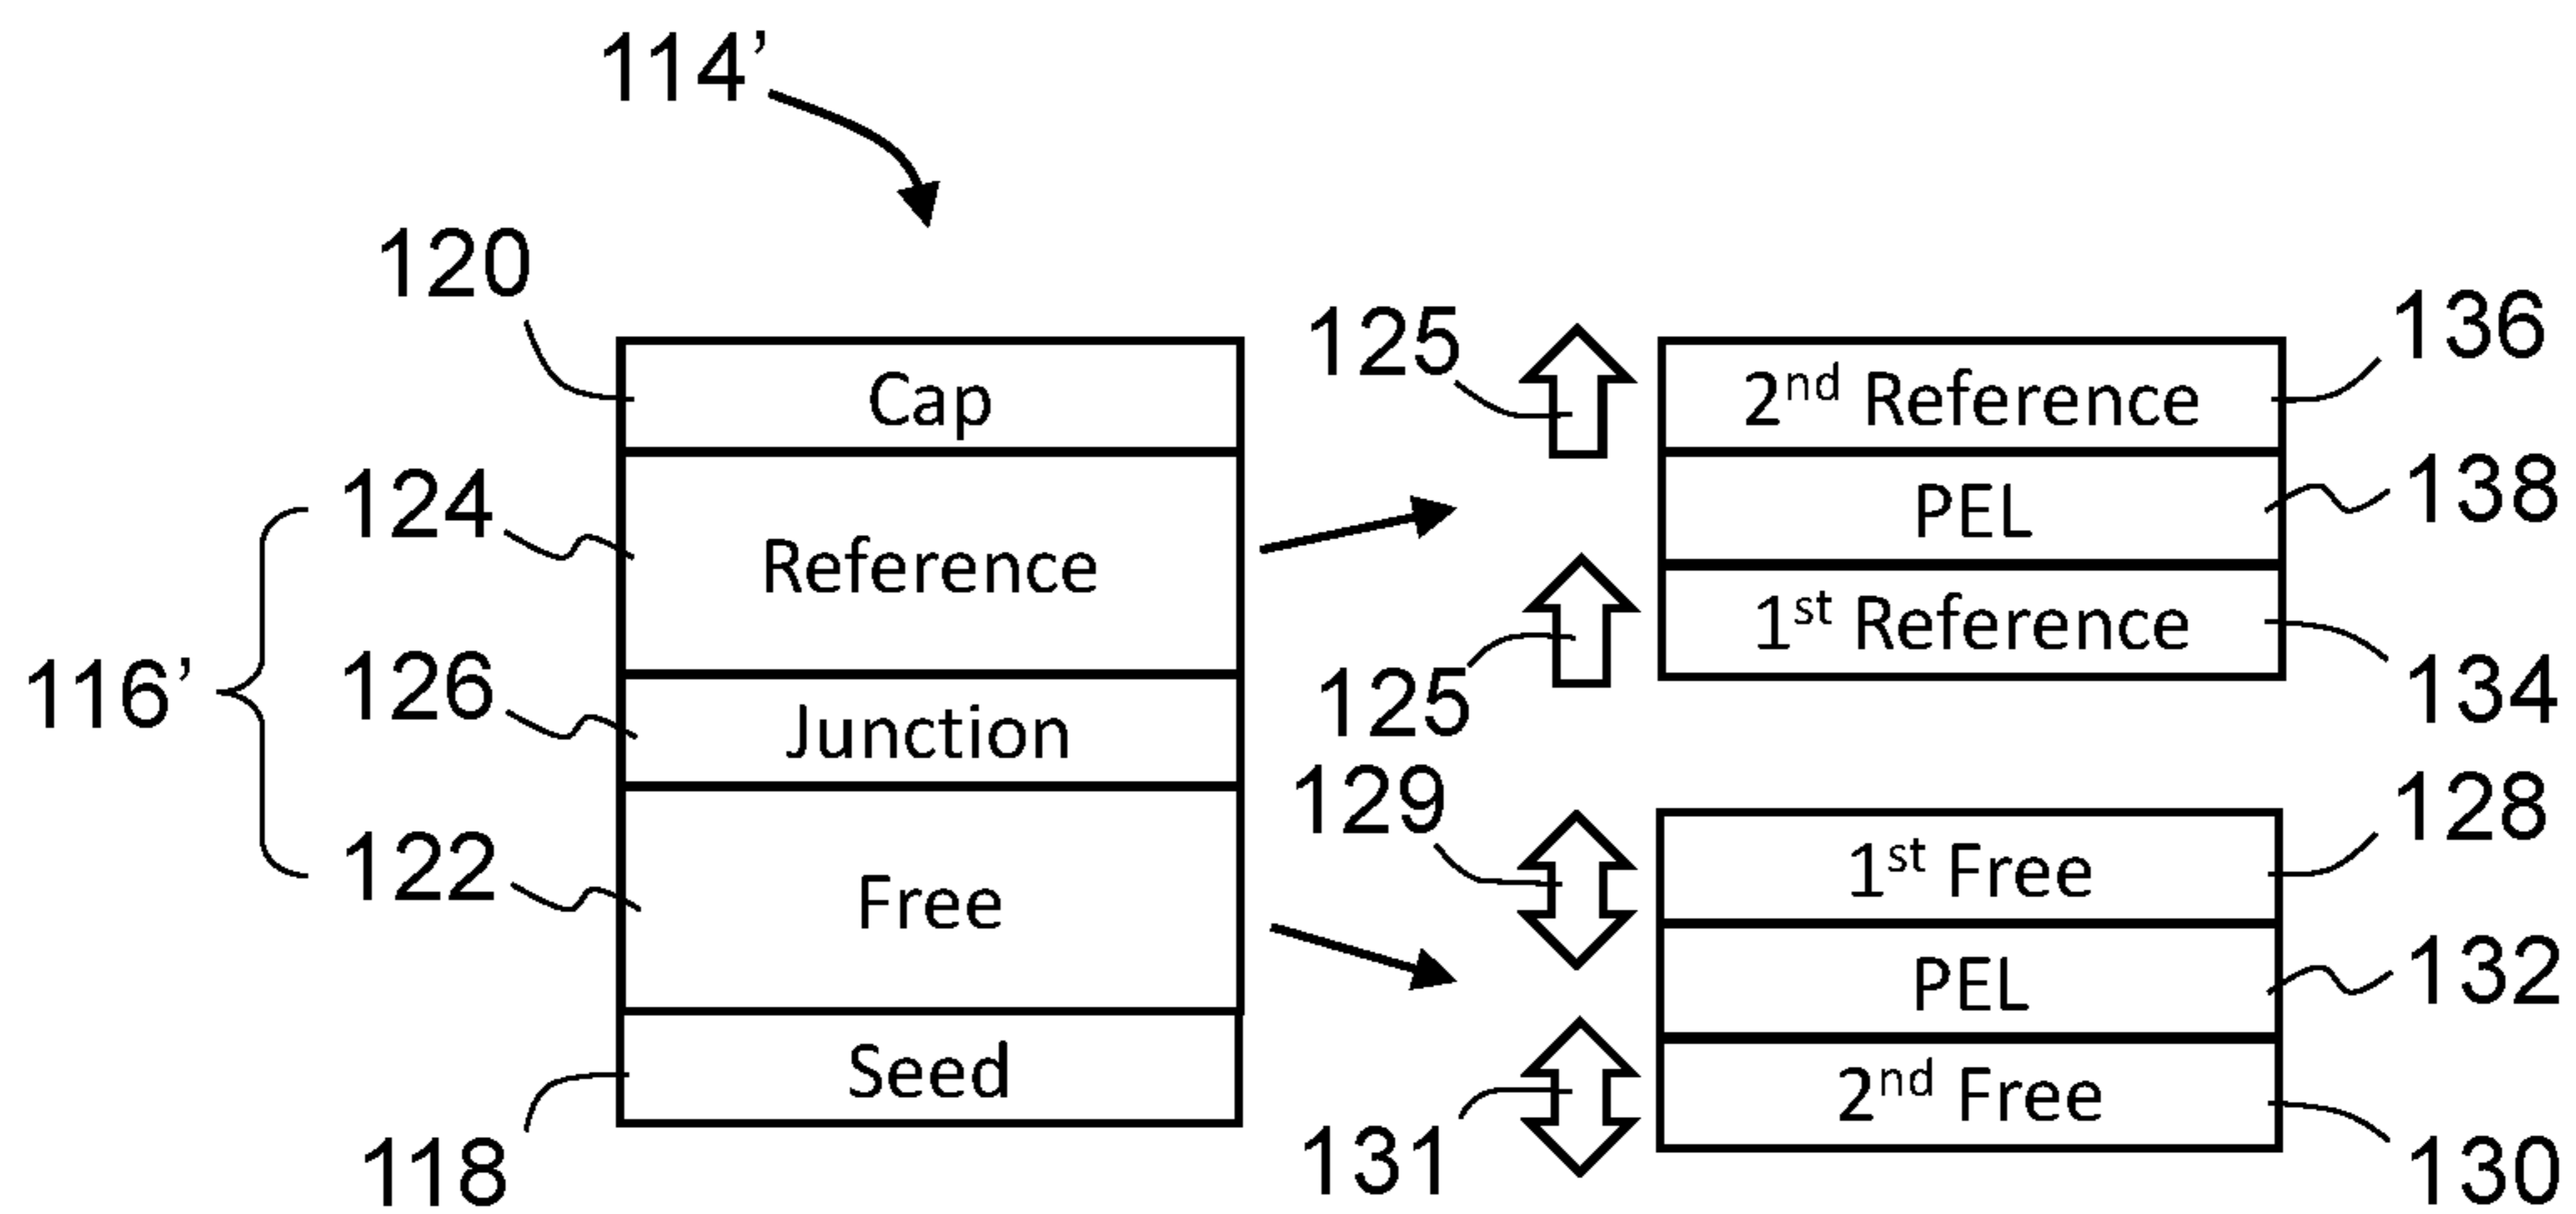 114’
120
Cap
124
Reference
116’
126
Junction
122
Free
118
Seed
125
2nd Reference
136
PEL
138
125
1st Reference
134
129
1st Free
128
PEL
132
131
2nd Free
130